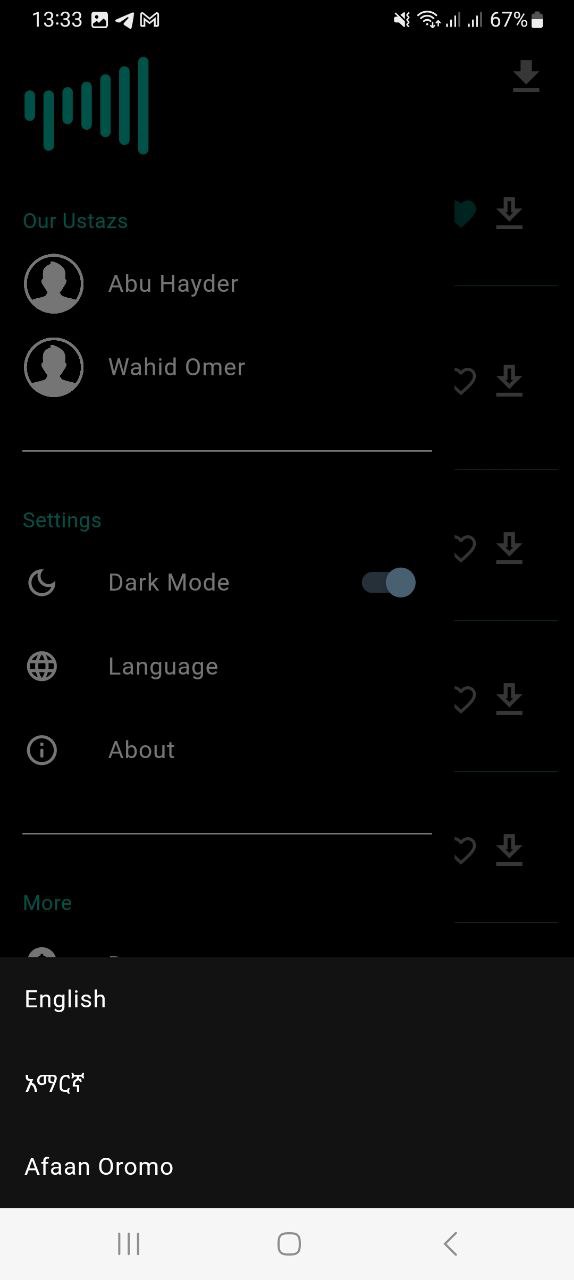 13:33
67%
Our Ustazs
Abu Hayder
Wahid Omer
Settings
Dark Mode
Language
About
More
English
አማርኛ
Afaan Oromo